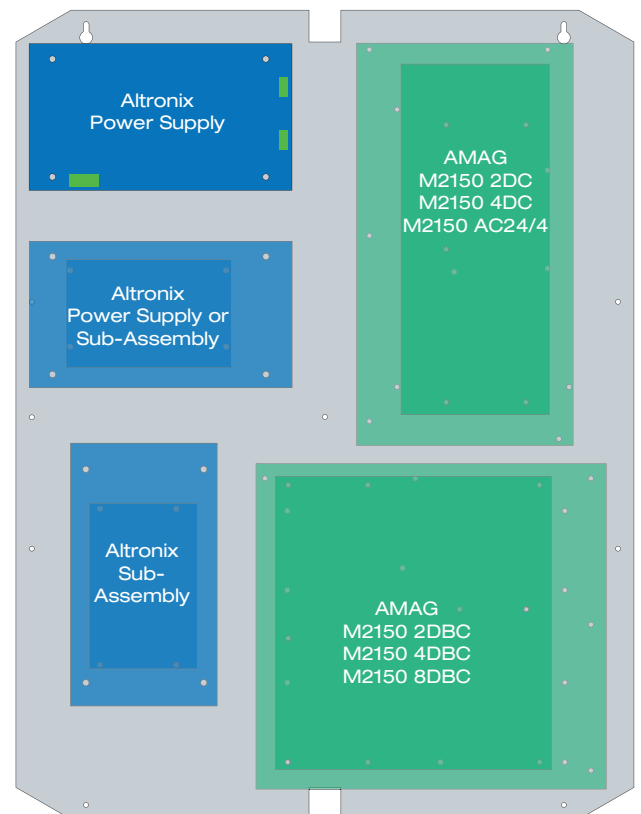 Altronix
Power Supply
AMAG
M2150 2DC
M2150 4DC
M2150 AC24/4
Altronix
Power Supply or
Sub-Assembly
Altronix
Sub-
Assembly
AMAG
M2150 2DBC
M2150 4DBC
M2150 8DBC